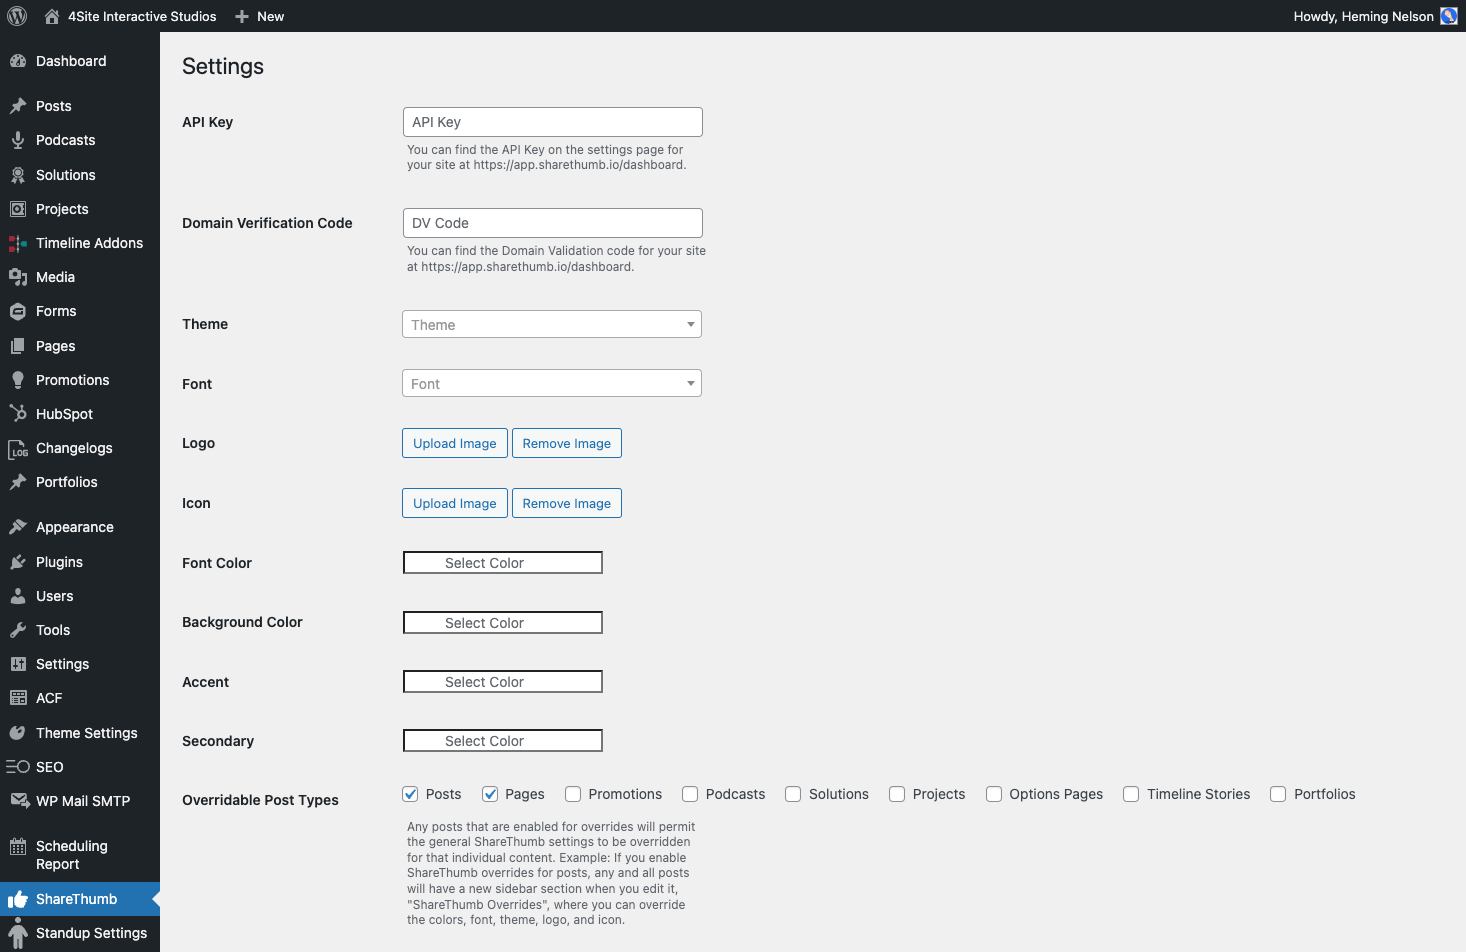 4Site Interactive Studios
New
Howdy, Heming Nelson
Dashboard
Posts
Podcasts
Solutions
Projects
Timeline Addons
Media
Forms
Pages
Promotions
HubSpot
LOG
Changelogs
Portfolios
Appearance
Plugins
Users
Tools
Settings
ACF
Theme Settings
SEO
WP Mail SMTP
Scheduling
Report
ShareThumb
Standup Settings
Settings
API Key
API Key
You can find the API Key on the settings page for
your site at https://app.sharethumb.io/dashboard.
Domain Verification Code
DV Code
You can find the Domain Validation code for your site
at https://app.sharethumb.io/dashboard.
Theme
Theme
Font
Font
Logo
Upload Image
Remove Image
Icon
Upload Image
Remove Image
Font Color
Select Color
Background Color
Select Color
Accent
Select Color
Secondary
Select Color
Overridable Post Types
Posts
Pages
Promotions
Podcasts
Solutions
Projects
Options Pages
Timeline Stories
Portfolios
Any posts that are enabled for overrides will permit
the general ShareThumb settings to be overridden
for that individual content. Example: If you enable
ShareThumb overrides for posts, any and all posts
will have a new sidebar section when you edit it,
"ShareThumb Overrides", where you can override
the colors, font, theme, logo, and icon.